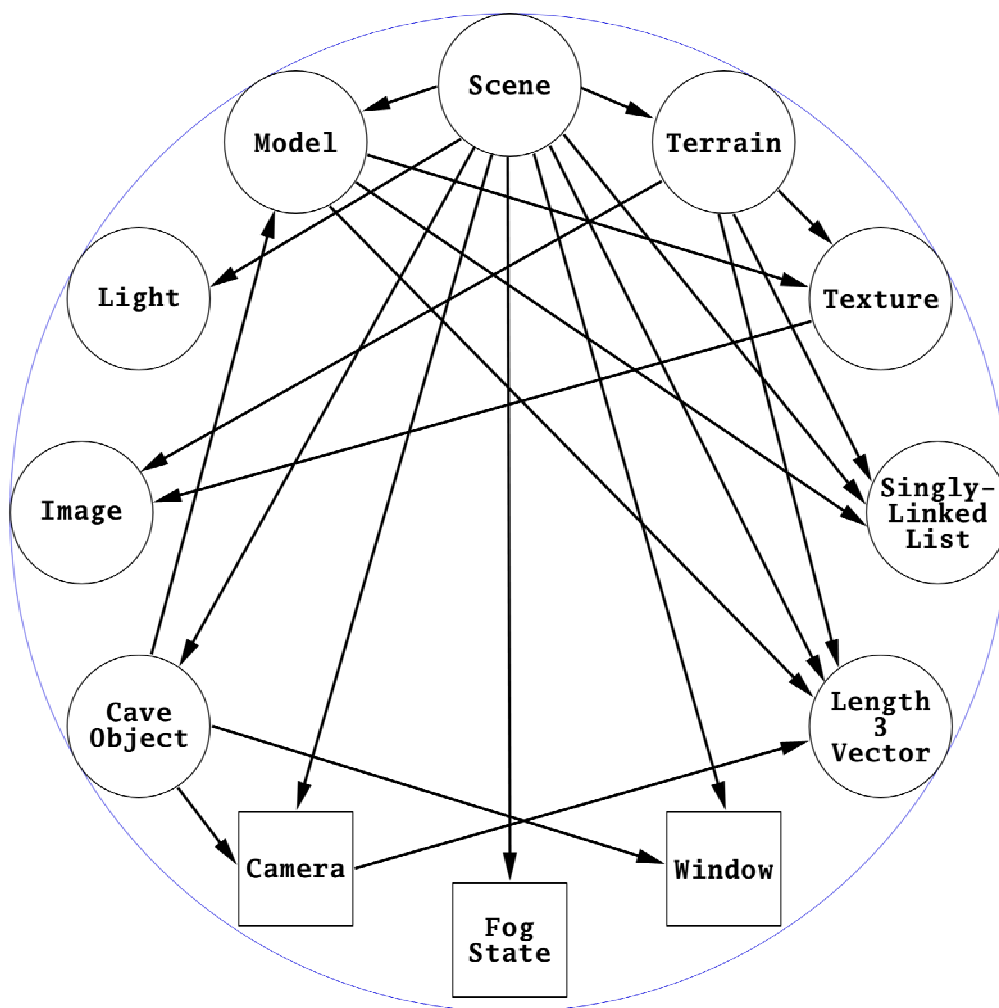 Scene
Model
Terrain
Light
Texture
Image
Singly-
Linked
List
Cave
Object
Length
3
Vector
Camera
Window
Fog
State